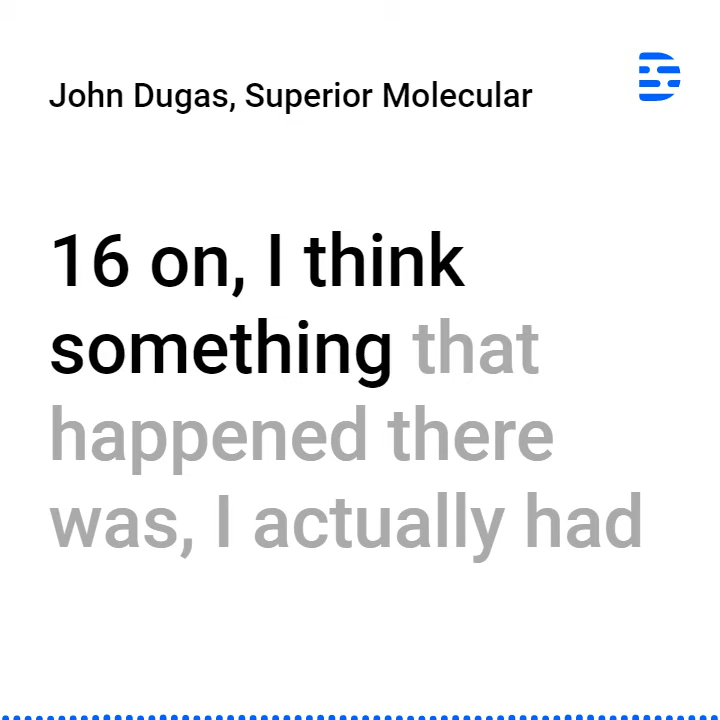 John Dugas, Superior Molecular
16 on, I think
something that
happened there
was, I actually had